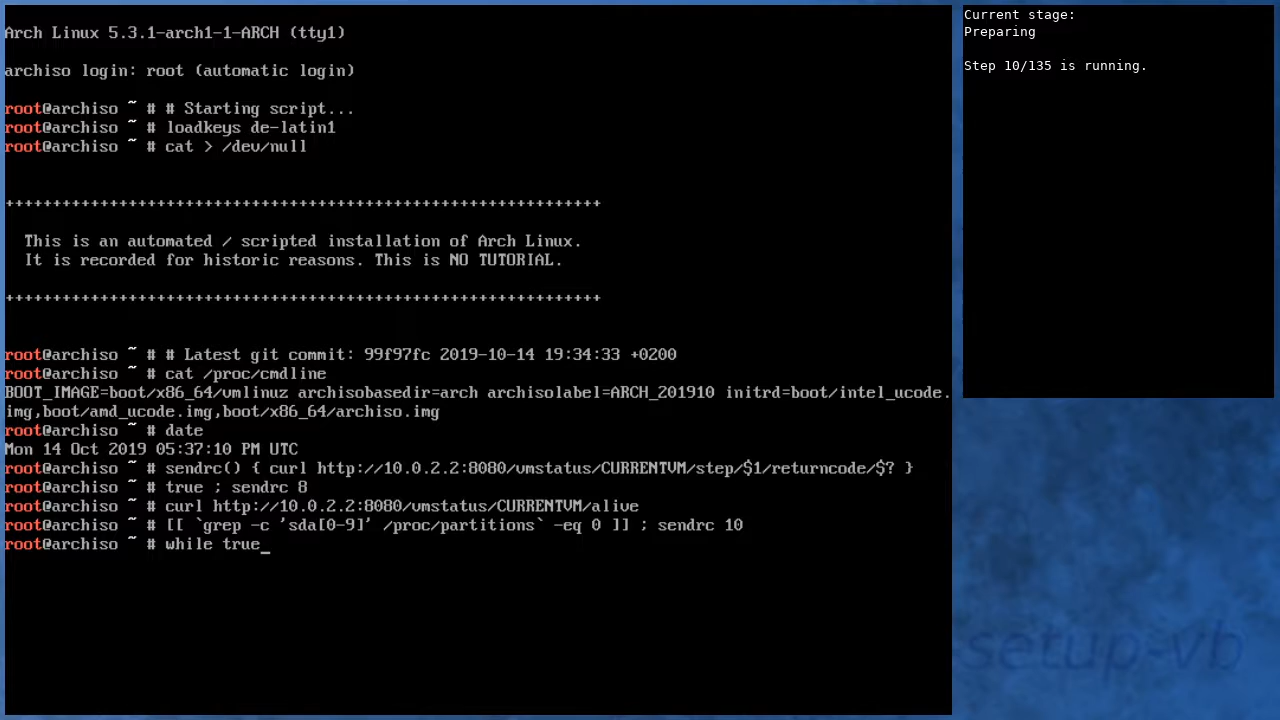 Arch Linux 5.3.1-arch1-1-ARCH (tty1)
archiso login: root (automatic login)
root@archiso ~ # # Starting script...
root@archiso ~ # loadkeys de-latin1
root@archiso ~ # cat > /dev/null
++++++++++++++++++++++++++++++++++++++++++++++++++++++++++++++++
This is an automated / scripted installation of Arch Linux.
It is recorded for historic reasons. This is NO TUTORIAL.
++++++++++++++++++++++++++++++++++++++++++++++++++++++++++++++++
root@archiso ~ # # Latest git commit: 99f97fc 2019-10-14 19:34:33 +0200
root@archiso ~ # cat /proc/cmdline
BOOT_IMAGE=boot/x86_64/vmlinuz archisobasedir=arch archisolabel=ARCH_201910 initrd=boot/intel_ucode.
img,boot/amd_ucode.img,boot/x86_64/archiso.img
root@archiso ~ # date
Mon 14 Oct 2019 05:37:10 PM UTC
root@archiso ~ # sendrc() { curl http://10.0.2.2:8080/vmstatus/CURRENTVM/step/$1/returncode/$? }
root@archiso ~ # true ; sendrc 8
root@archiso ~ # curl http://10.0.2.2:8080/vmstatus/CURRENTVM/alive
root@archiso ~ # [[ `grep -c 'sda[0-9]' /proc/partitions` -eq 0 ]] ; sendrc 10
root@archiso ~ # while true_
Current stage:
Preparing
Step 10/135 is running.
setup-vb